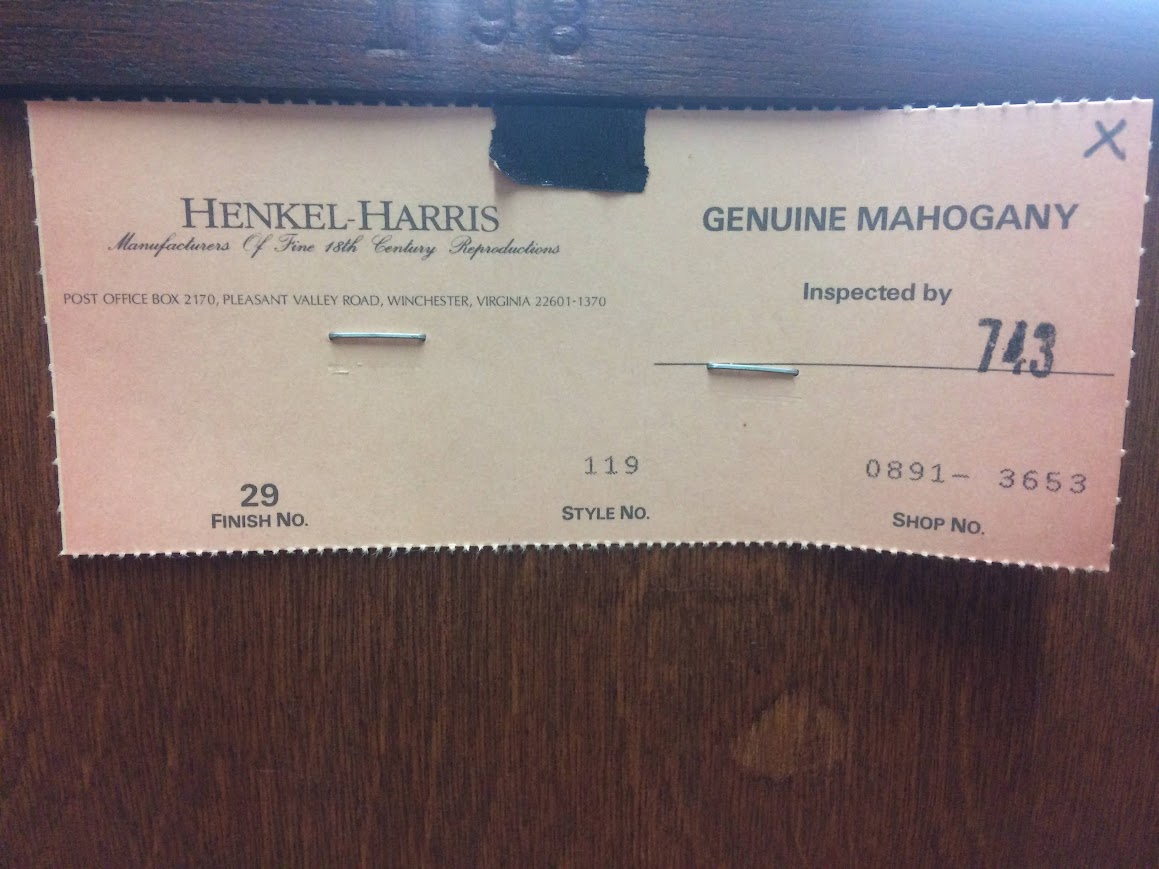 198
X
HENKEL-HARRIS
Manufacturers Of Fine 18th Century Reproductions
POST OFFICE BOX 2170, PLEASANT VALLEY ROAD, WINCHESTER, VIRGINIA 22601-1370
GENUINE MAHOGANY
Inspected by
743
29
FINISH NO.
119
STYLE NO.
0891- 3653
SHOP NO.